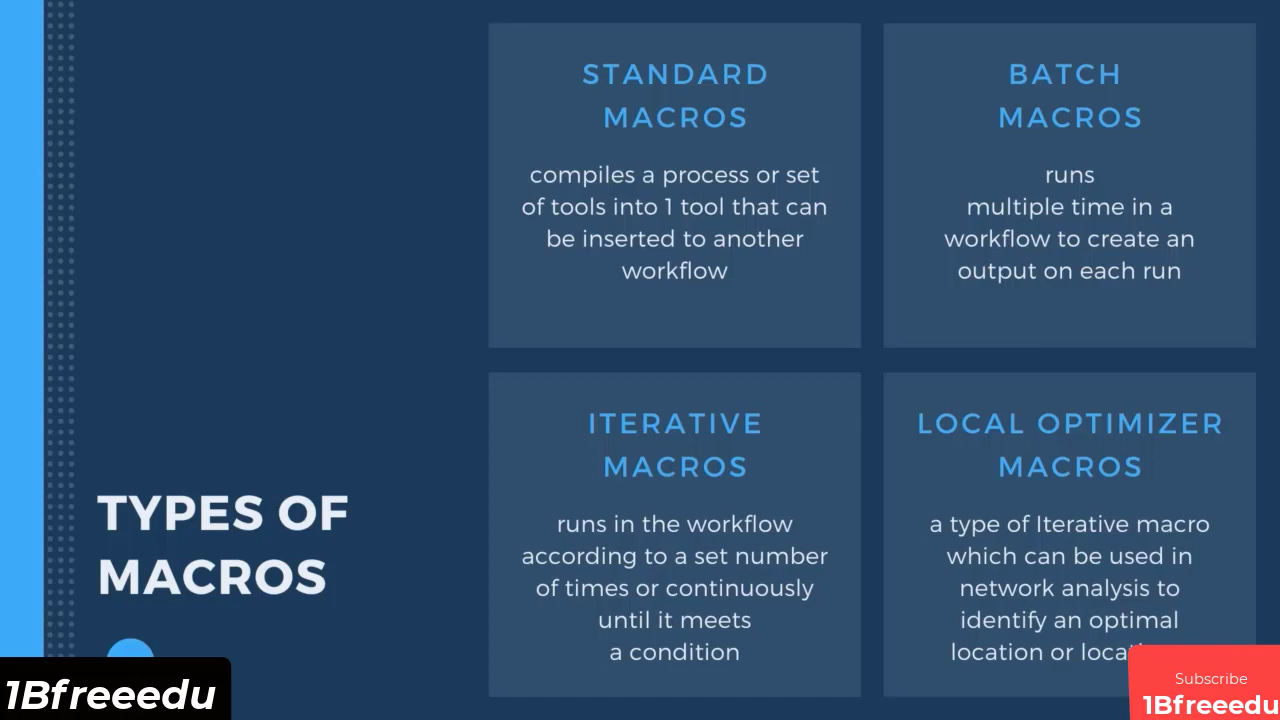 TYPES OF
MACROS
STANDARD
MACROS
compiles a process or set
of tools into 1 tool that can
be inserted to another
workflow
BATCH
MACROS
runs
multiple time in a
workflow to create an
output on each run
ITERATIVE
MACROS
runs in the workflow
according to a set number
of times or continuously
until it meets
a condition
LOCAL OPTIMIZER
MACROS
a type of Iterative macro
which can be used in
network analysis to
identify an optimal
location or
1Bfreeedu
Subscribe
1Bfreeedu